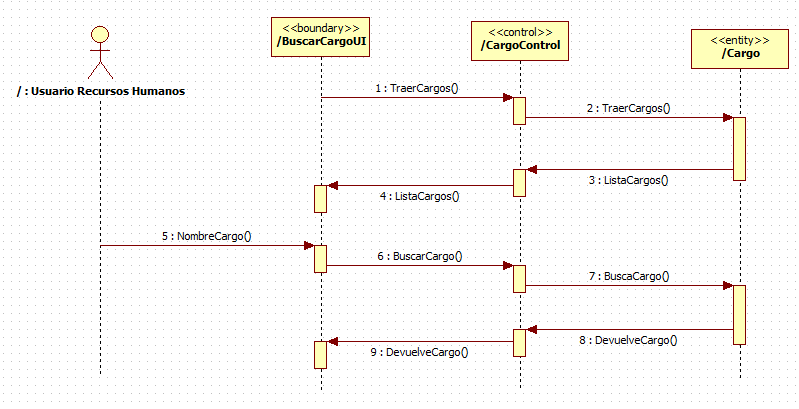 <<boundary>>
/BuscarCargoUI
<<control>>
/CargoControl
<<entity>>
/Cargo
/ : Usuario Recursos Humanos
1 : TraerCargos()
2 : TraerCargos()
3 : ListaCargos()
4 : ListaCargos()
5 : NombreCargo()
6 : BuscarCargo()
7 : BuscaCargo()
8 : DevuelveCargo()
9 : DevuelveCargo()